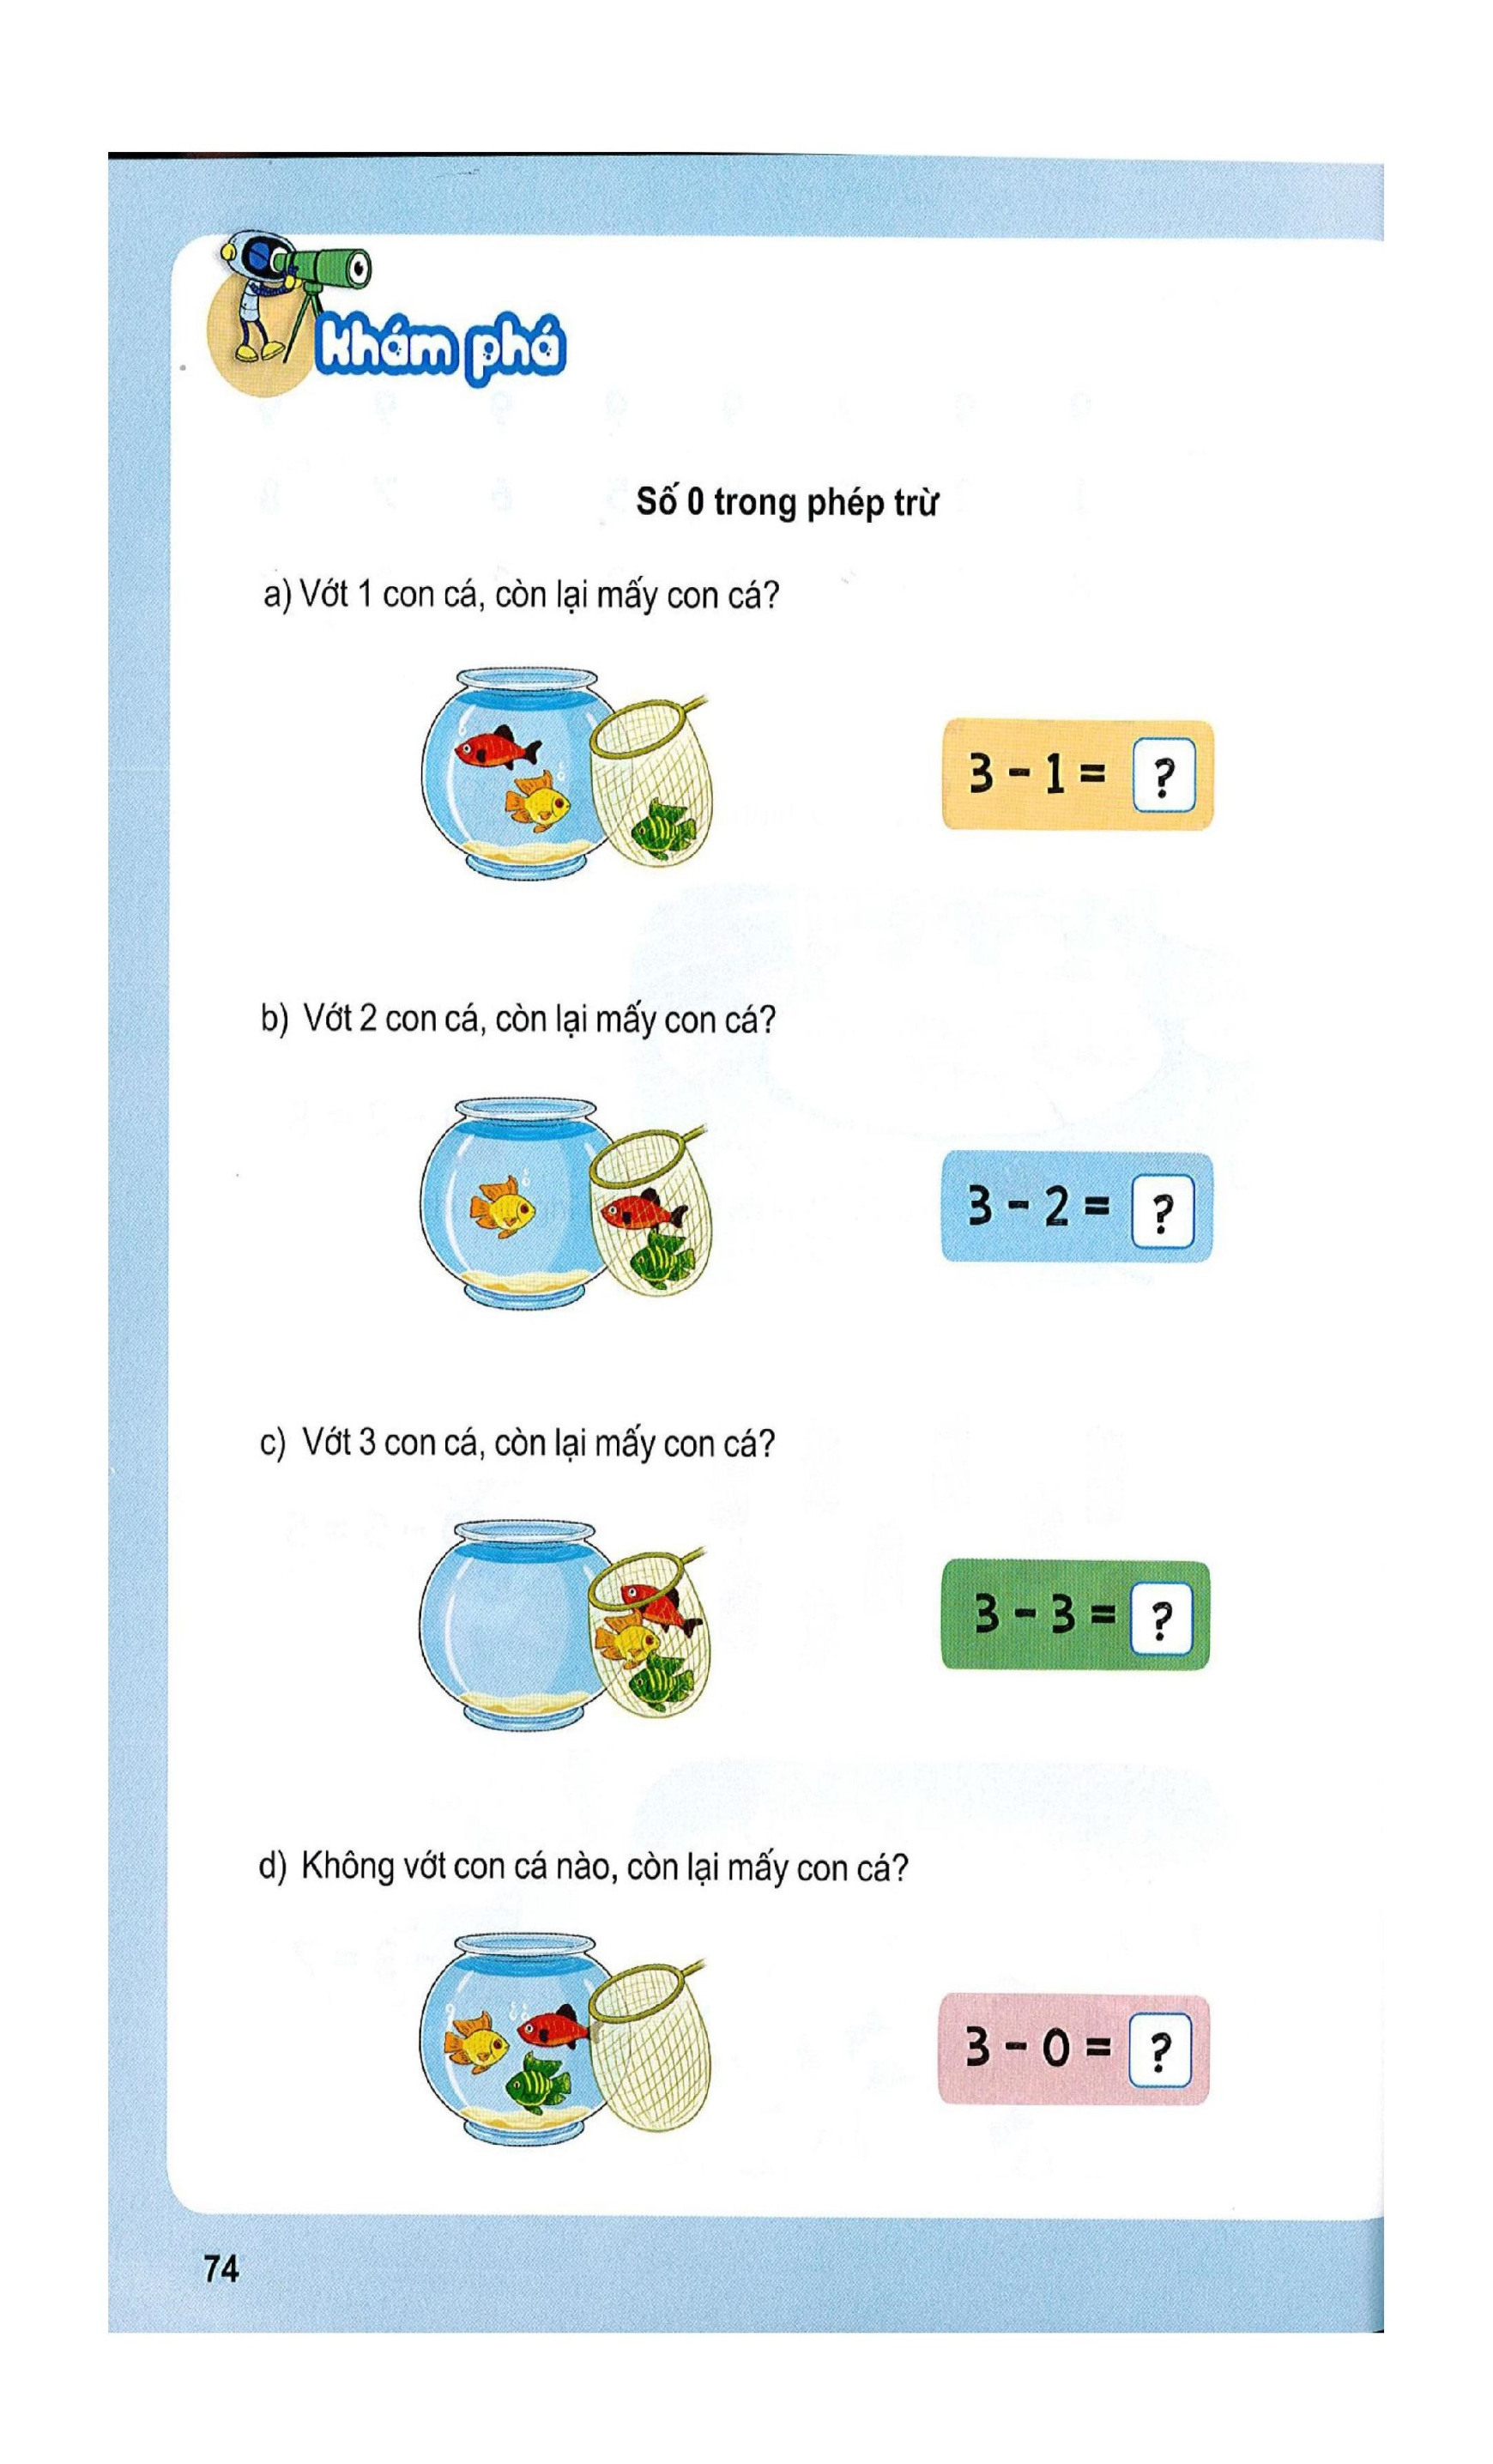 Khám phá
Số 0 trong phép trừ
a) Vớt 1 con cá, còn lại mấy con cá?
3 - 1 = ?
b) Vớt 2 con cá, còn lại mấy con cá?
3 - 2 = ?
c) Vớt 3 con cá, còn lại mấy con cá?
3 - 3 = ?
d) Không vớt con cá nào, còn lại mấy con cá?
3 - 0 = ?
74